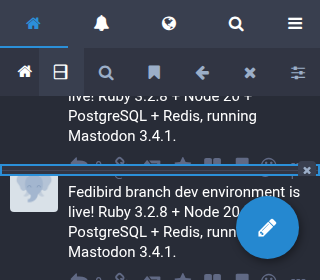 live! Ruby 3.2.8 + Node 20 +
PostgreSQL + Redis, running
Mastodon 3.4.1.
Fedibird branch dev environment is
live! Ruby 3.2.8 + Node 20
PostgreSQL + Redis, runn
Mastodon 3.4.1.